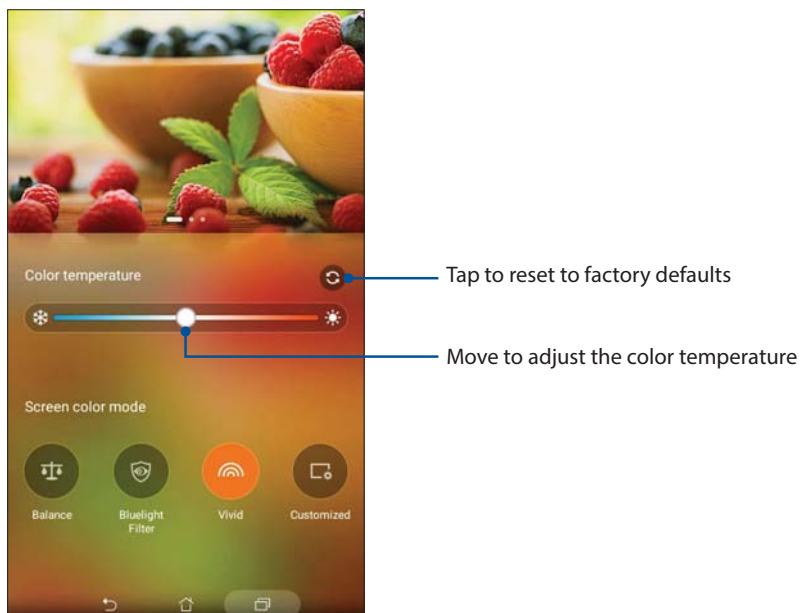 Color temperature
Tap to reset to factory defaults
Move to adjust the color temperature
Screen color mode
Balance
Bluelight
Filter
Vivid
Customized